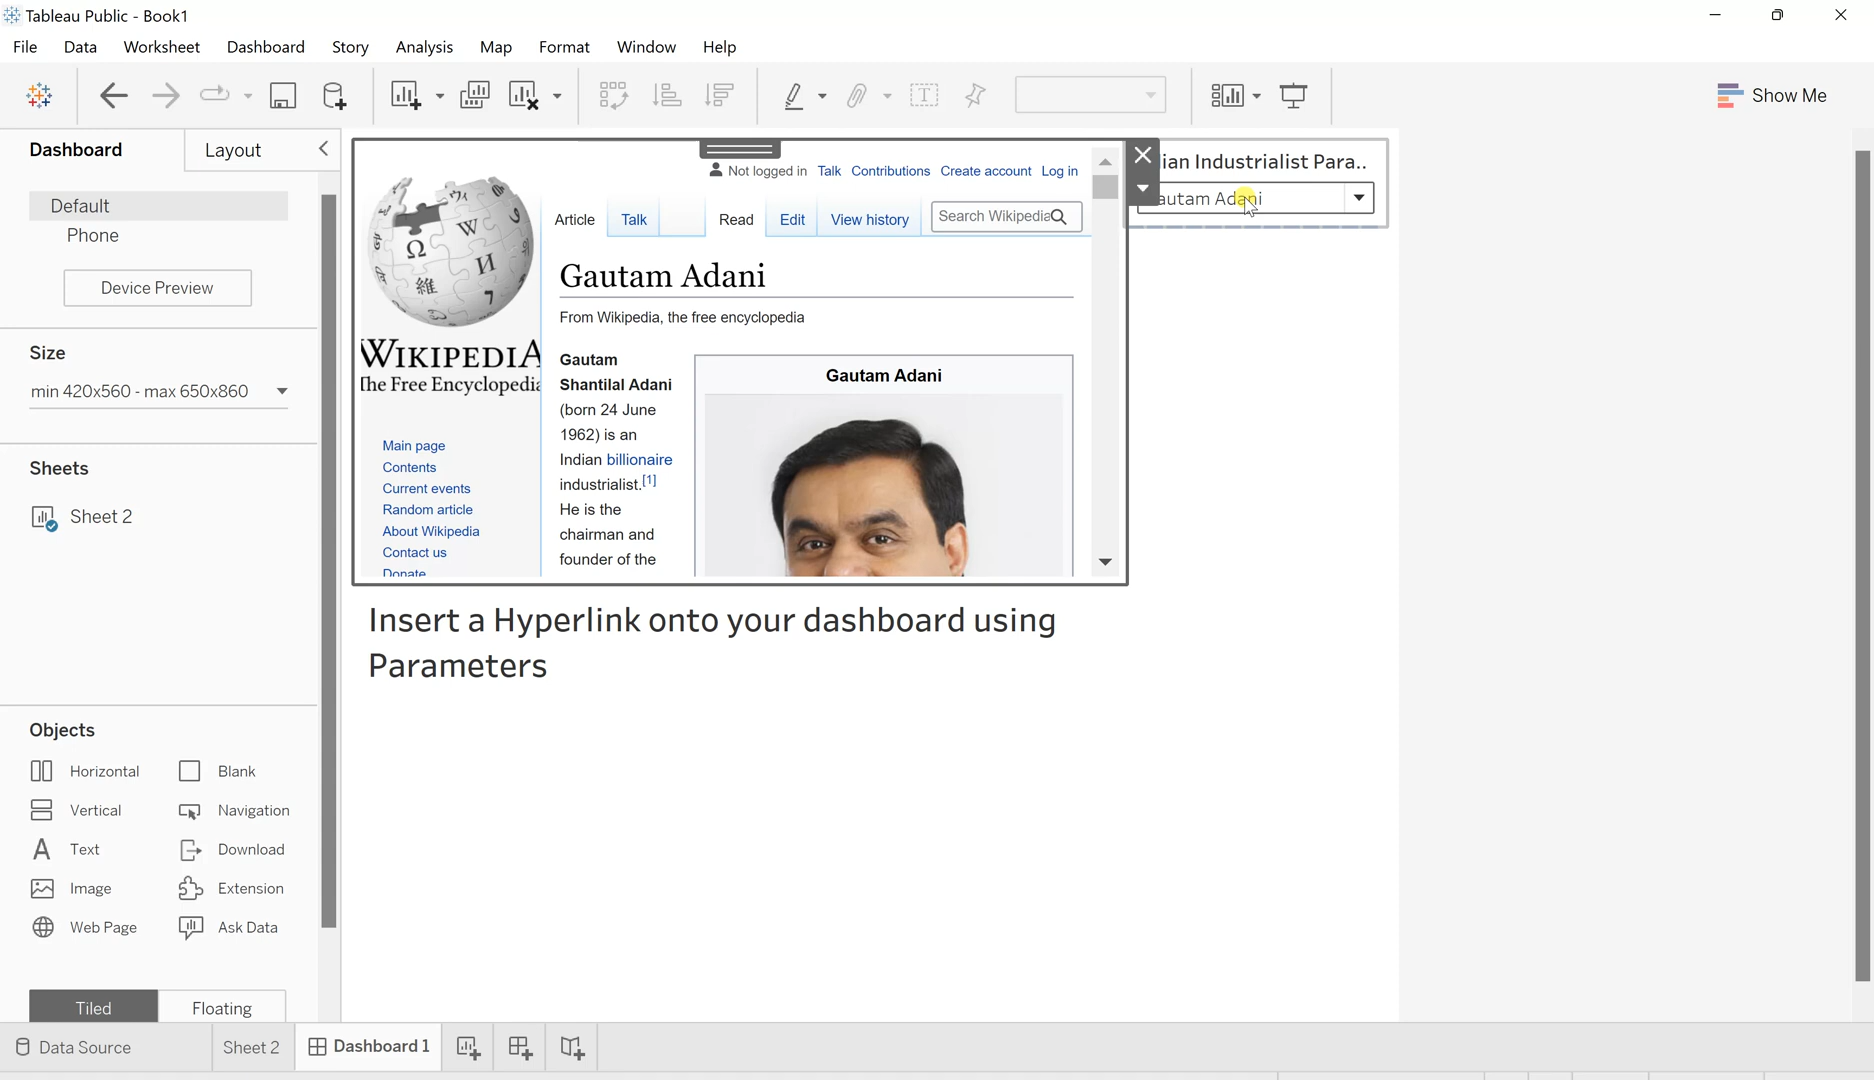 Tableau Public - Book1
File Data Worksheet Dashboard Story Analysis Map Format Window Help
Show Me
Dashboard Layout
Default
Phone
Device Preview
Size
min 420x560 - max 650x860
Sheets
Sheet 2
Objects
Horizontal Blank
Vertical Navigation
Text Download
Image Extension
Web Page Ask Data
Tiled Floating
Not logged in Talk Contributions Create account Log in
Article Talk Read Edit View history Search Wikipedia
WIKIPEDIA
The Free Encyclopedia
Main page
Contents
Current events
Random article
About Wikipedia
Contact us
Donate
Gautam Adani
From Wikipedia, the free encyclopedia
Gautam
Shantilal Adani
(born 24 June
1962) is an
Indian billionaire
industrialist.[1]
He is the
chairman and
founder of the
Gautam Adani
ian Industrialist Para..
autam Adani
Insert a Hyperlink onto your dashboard using
Parameters
Data Source Sheet 2 Dashboard 1